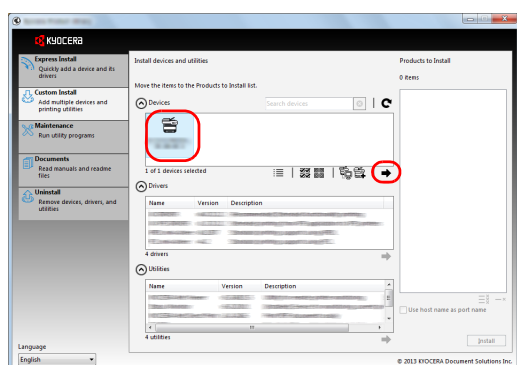 KYOCERA
Express Install
Quickly add a device and its
drivers
Custom Install
Add multiple devices and
printing utilities
Maintenance
Run utility programs
Documents
Read manuals and readme
files
Uninstall
Remove devices, drivers, and
utilities
Language
English
Install devices and utilities
Move the items to the Products to Install list.
Devices
Search devices
1 of 1 devices selected
Drivers
Name Version Description
4 drivers
Utilities
Name Version Description
4 utilities
Products to Install
0 items
Use host name as port name
Install
© 2013 KYOCERA Document Solutions Inc.